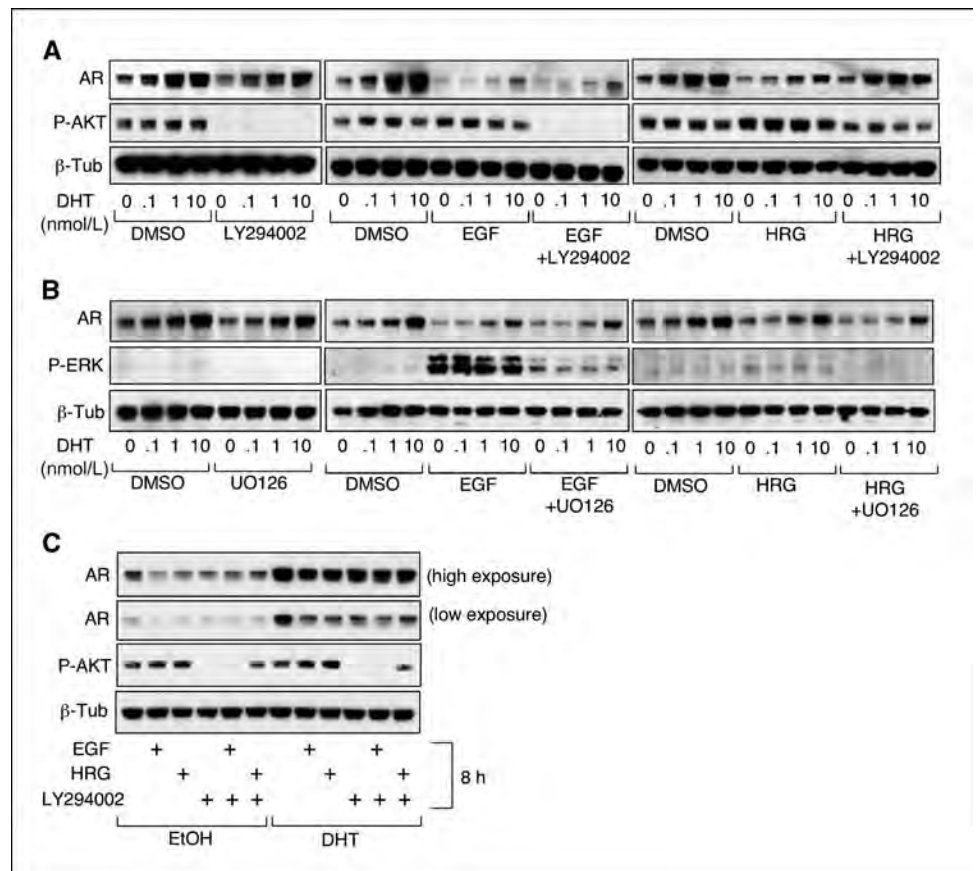 A
AR
P-AKT
β-Tub
DHT 0 .1 1 10 0 .1 1 10 0 .1 1 10 0 .1 1 10 0 .1 1 10 0 .1 1 10 0 .1 1 10 0 .1 1 10
(nmol/L)
DMSO LY294002 DMSO EGF EGF DMSO HRG HRG
+LY294002 +LY294002
B
AR
P-ERK
β-Tub
DHT 0 .1 1 10 0 .1 1 10 0 .1 1 10 0 .1 1 10 0 .1 1 10 0 .1 1 10 0 .1 1 10 0 .1 1 10
(nmol/L)
DMSO UO126 DMSO EGF EGF DMSO HRG HRG
+UO126 +UO126
C
AR (high exposure)
AR (low exposure)
P-AKT
β-Tub
EGF + + + +
HRG + + + + 8 h
LY294002 + + + + + +
EtOH DHT